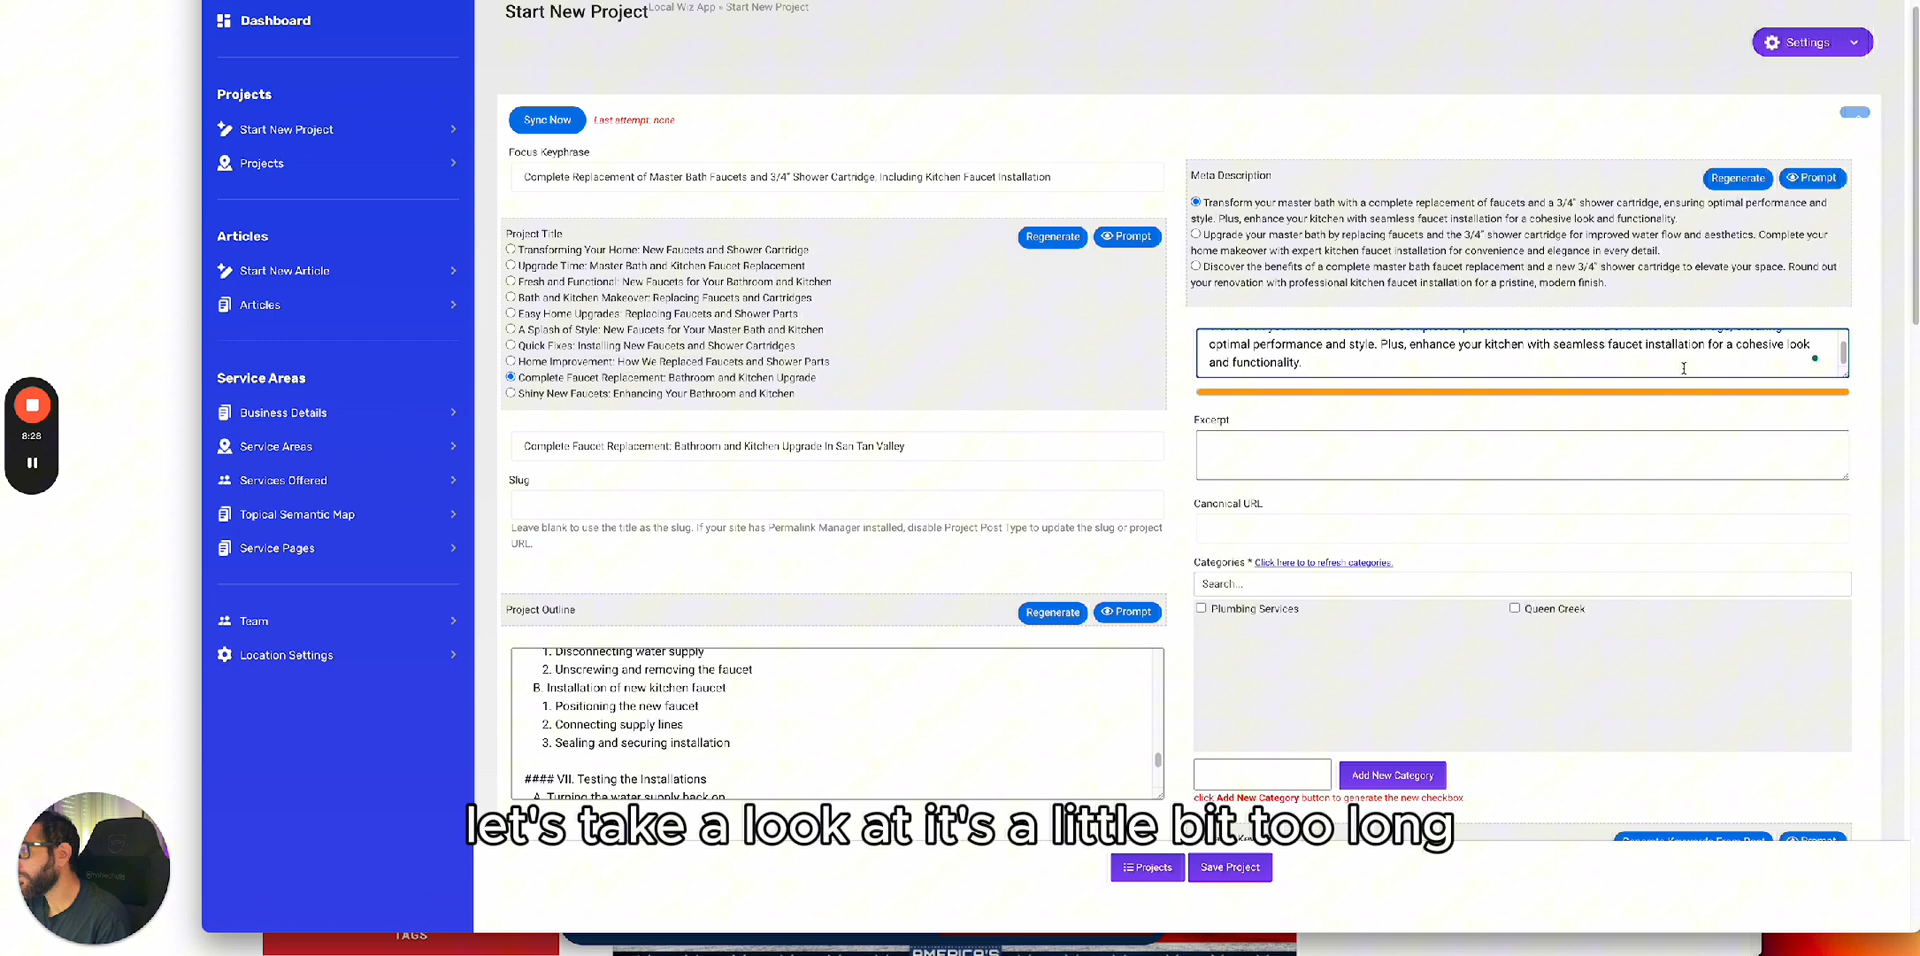 Dashboard
Projects
Start New Project
Projects
Articles
Start New Article
Articles
Service Areas
Business Details
Service Areas
Services Offered
Topical Semantic Map
Service Pages
Team
Location Settings
8:28
Start New Project
Local Wiz App » Start New Project
Settings
Sync Now
Last attempt: none
Focus Keyphrase
Complete Replacement of Master Bath Faucets and 3/4" Shower Cartridge, Including Kitchen Faucet Installation
Project Title
Regenerate
Prompt
Transforming Your Home: New Faucets and Shower Cartridge
Upgrade Time: Master Bath and Kitchen Faucet Replacement
Fresh and Functional: New Faucets for Your Bathroom and Kitchen
Bath and Kitchen Makeover: Replacing Faucets and Cartridges
Easy Home Upgrades: Replacing Faucets and Shower Parts
A Splash of Style: New Faucets for Your Master Bath and Kitchen
Quick Fixes: Installing New Faucets and Shower Cartridges
Home Improvement: How We Replaced Faucets and Shower Parts
Complete Faucet Replacement: Bathroom and Kitchen Upgrade
Shiny New Faucets: Enhancing Your Bathroom and Kitchen
Complete Faucet Replacement: Bathroom and Kitchen Upgrade In San Tan Valley
Slug
Leave blank to use the title as the slug. If your site has Permalink Manager installed, disable Project Post Type to update the slug or project
URL.
Project Outline
Regenerate
Prompt
1. Disconnecting water supply
2. Unscrewing and removing the faucet
B. Installation of new kitchen faucet
1. Positioning the new faucet
2. Connecting supply lines
3. Sealing and securing installation
#### VII. Testing the Installations
A. Turning the water supply back on
Meta Description
Regenerate
Prompt
Transform your master bath with a complete replacement of faucets and a 3/4" shower cartridge, ensuring optimal performance and
style. Plus, enhance your kitchen with seamless faucet installation for a cohesive look and functionality.
Upgrade your master bath by replacing faucets and the 3/4" shower cartridge for improved water flow and aesthetics. Complete your
home makeover with expert kitchen faucet installation for convenience and elegance in every detail.
Discover the benefits of a complete master bath faucet replacement and a new 3/4" shower cartridge to elevate your space. Round out
your renovation with professional kitchen faucet installation for a pristine, modern finish.
optimal performance and style. Plus, enhance your kitchen with seamless faucet installation for a cohesive look
and functionality.
Excerpt
Canonical URL
Categories * Click here to to refresh categories.
Search...
Plumbing Services
Queen Creek
Add New Category
click Add New Category button to generate the new checkbox
Generate Keywords From Post
Prompt
let's take a look at it's a little bit too long
Projects
Save Project
TAGS
AMERICA'S